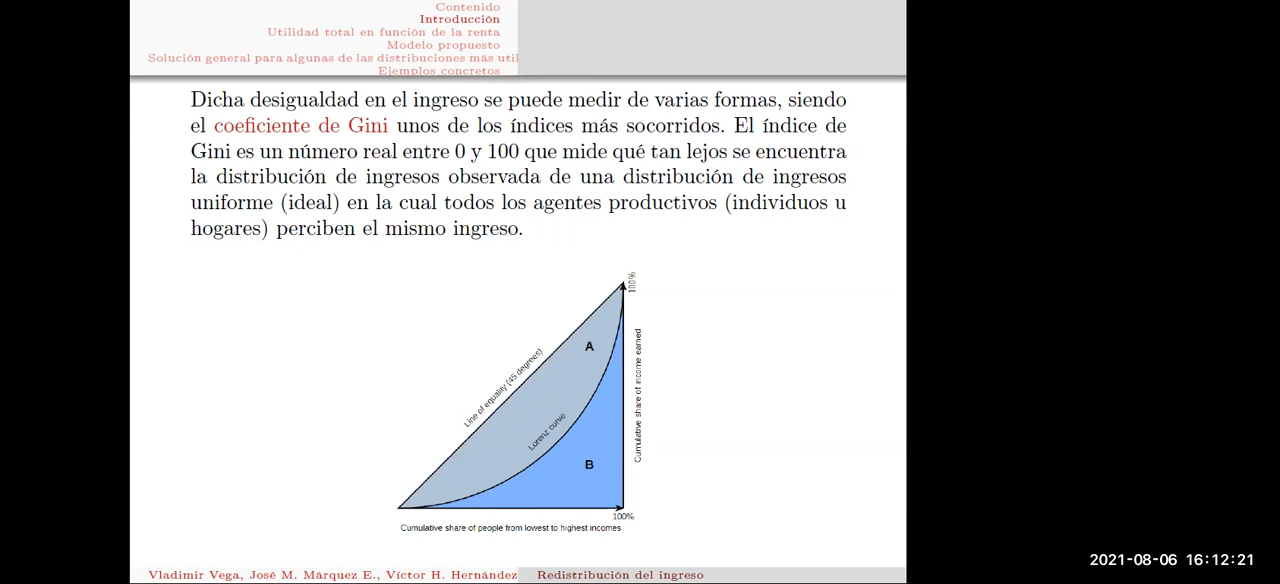 Contenido
Introducción
Utilidad total en función de la renta
Modelo propuesto
Solución general para algunas de las distribuciones más util
Ejemplos concretos
Dicha desigualdad en el ingreso se puede medir de varias formas, siendo
el coeficiente de Gini unos de los índices más socorridos. El índice de
Gini es un número real entre 0 y 100 que mide qué tan lejos se encuentra
la distribución de ingresos observada de una distribución de ingresos
uniforme (ideal) en la cual todos los agentes productivos (individuos u
hogares) perciben el mismo ingreso.
100%
A
Line of equality (45 degrees)
Cumulative share of income earned
Lorenz curve
B
100%
Cumulative share of people from lowest to highest incomes
2021-08-06 16:12:21
Vladimir Vega, José M. Márquez E., Víctor H. Hernández
Redistribución del ingreso